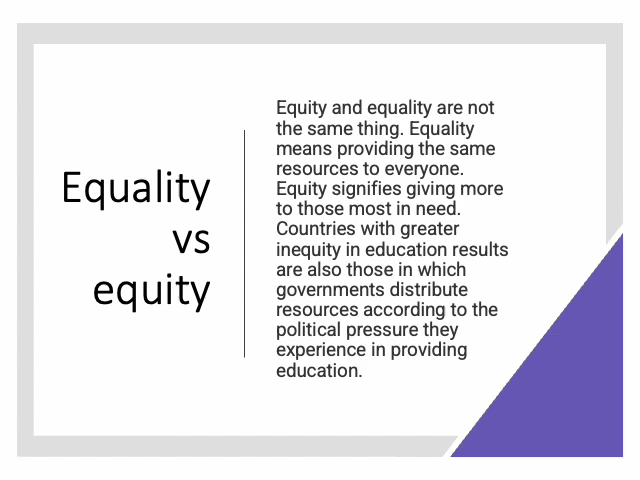 Equality
vs
equity
Equity and equality are not
the same thing. Equality
means providing the same
resources to everyone.
Equity signifies giving more
to those most in need.
Countries with greater
inequity in education results
are also those in which
governments distribute
resources according to the
political pressure they
experience in providing
education.